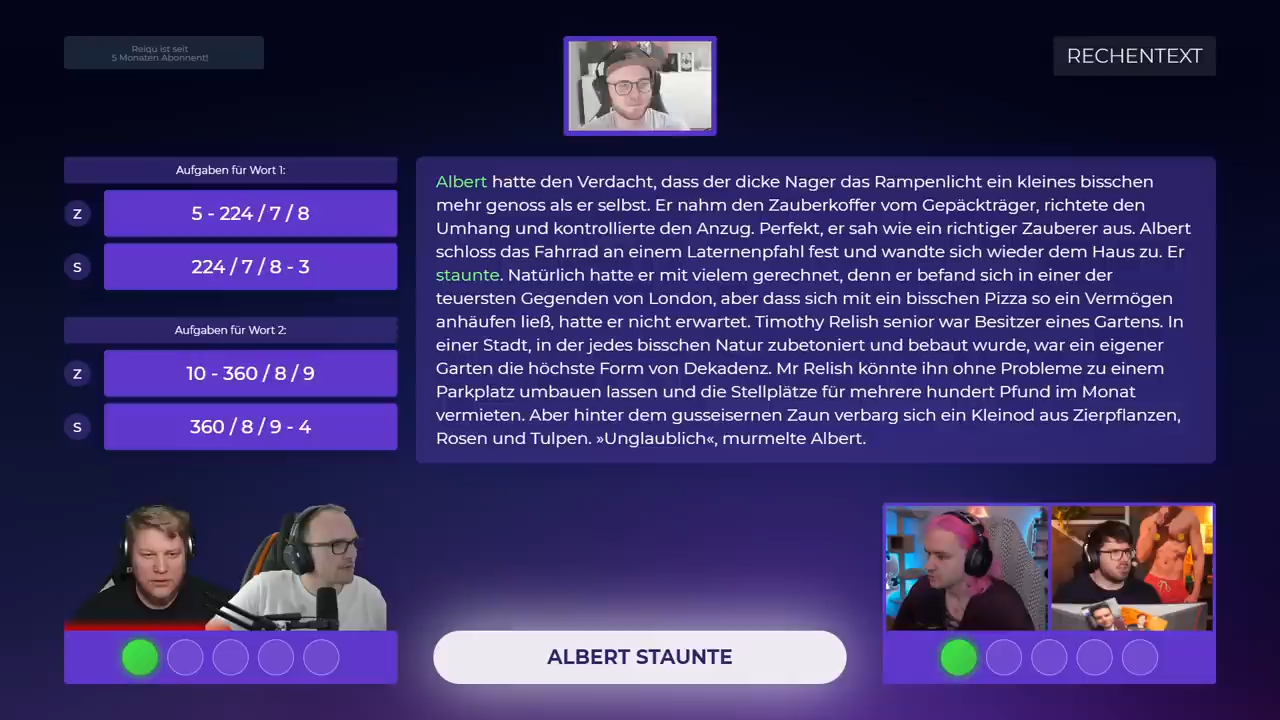 Reiqu ist seit
5 Monaten Abonnent!
RECHENTEXT
Aufgaben für Wort 1:
Z
5 - 224 / 7 / 8
S
224 / 7 / 8 - 3
Aufgaben für Wort 2:
Z
10 - 360 / 8 / 9
S
360 / 8 / 9 - 4
Albert hatte den Verdacht, dass der dicke Nager das Rampenlicht ein kleines bisschen
mehr genoss als er selbst. Er nahm den Zauberkoffer vom Gepäckträger, richtete den
Umhang und kontrollierte den Anzug. Perfekt, er sah wie ein richtiger Zauberer aus. Albert
schloss das Fahrrad an einem Laternenpfahl fest und wandte sich wieder dem Haus zu. Er
staunte. Natürlich hatte er mit vielem gerechnet, denn er befand sich in einer der
teuersten Gegenden von London, aber dass sich mit ein bisschen Pizza so ein Vermögen
anhäufen ließ, hatte er nicht erwartet. Timothy Relish senior war Besitzer eines Gartens. In
einer Stadt, in der jedes bisschen Natur zubetoniert und bebaut wurde, war ein eigener
Garten die höchste Form von Dekadenz. Mr Relish könnte ihn ohne Probleme zu einem
Parkplatz umbauen lassen und die Stellplätze für mehrere hundert Pfund im Monat
vermieten. Aber hinter dem gusseisernen Zaun verbarg sich ein Kleinod aus Zierpflanzen,
Rosen und Tulpen. »Unglaublich«, murmelte Albert.
ALBERT STAUNTE